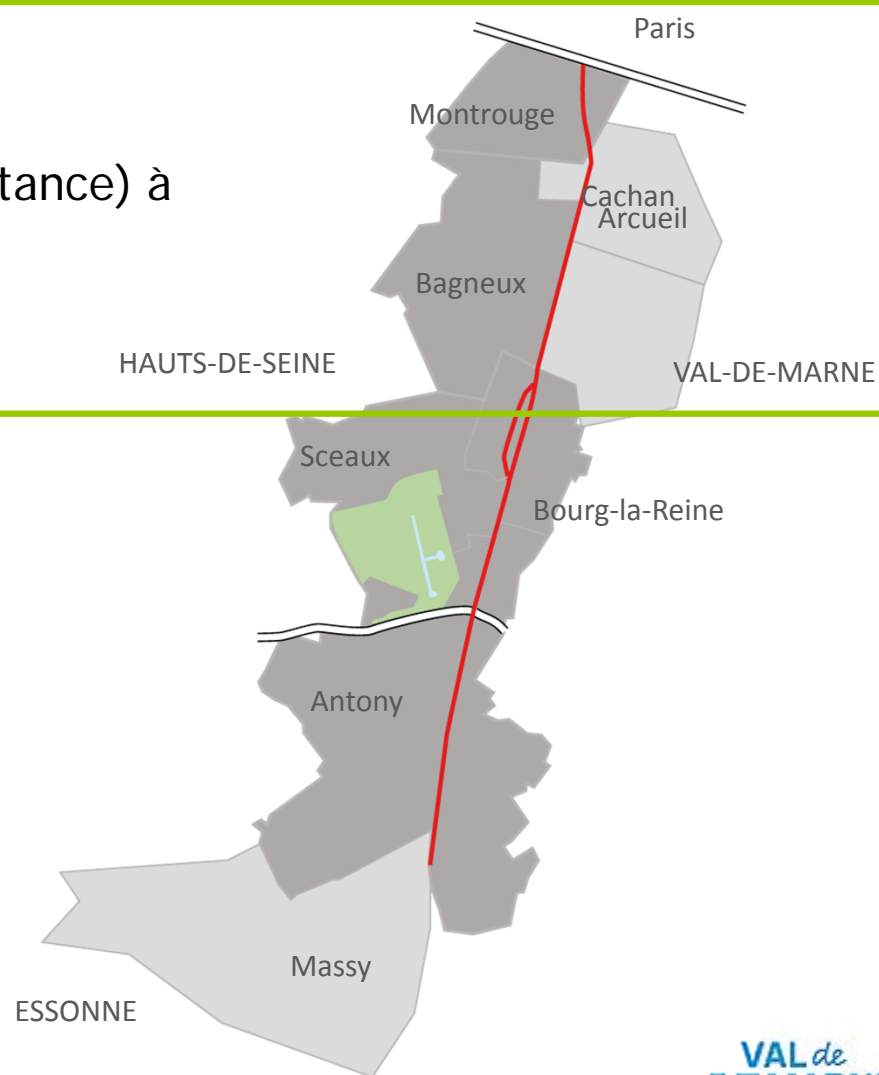 Paris
Montrouge
tance) à
Cachan
Arcueil
Bagneux
HAUTS-DE-SEINE
VAL-DE-MARNE
Sceaux
Bourg-la-Reine
Antony
Massy
ESSONNE
VAL de